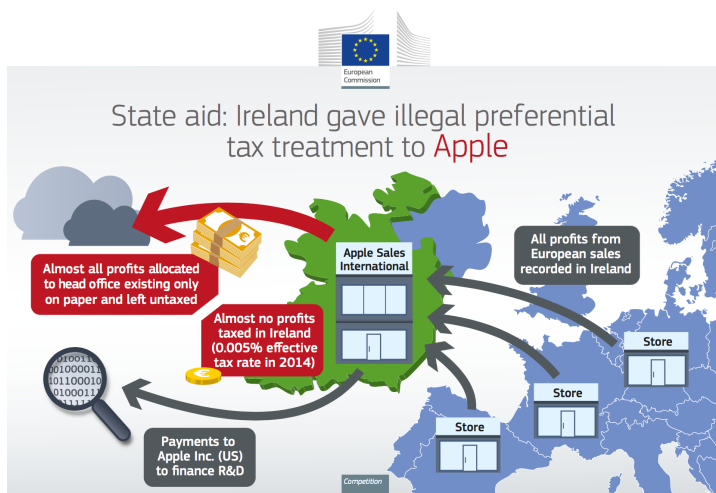 European
Commission
State aid: Ireland gave illegal preferential
tax treatment to Apple
Almost all profits allocated
to head office existing only
on paper and left untaxed
Apple Sales
International
All profits from
European sales
recorded in Ireland
Almost no profits
taxed in Ireland
(0.005% effective
tax rate in 2014)
Store
Store
Store
Payments to
Apple Inc. (US)
to finance R&D
Competition